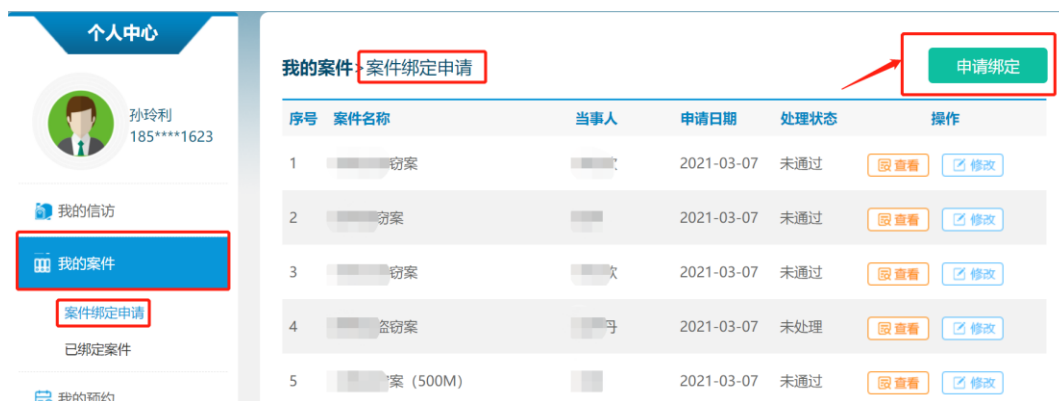 个人中心
孙玲利
185****1623
我的信访
我的案件
案件绑定申请
已绑定案件
我的预约
我的案件>案件绑定申请
申请绑定
序号 案件名称 当事人 申请日期 处理状态 操作
1 窃案 2021-03-07 未通过 查看 修改
2 窃案 2021-03-07 未通过 查看 修改
3 窃案 2021-03-07 未通过 查看 修改
4 盗窃案 丹 2021-03-07 未处理 查看 修改
5 案（500M） 2021-03-07 未通过 查看 修改